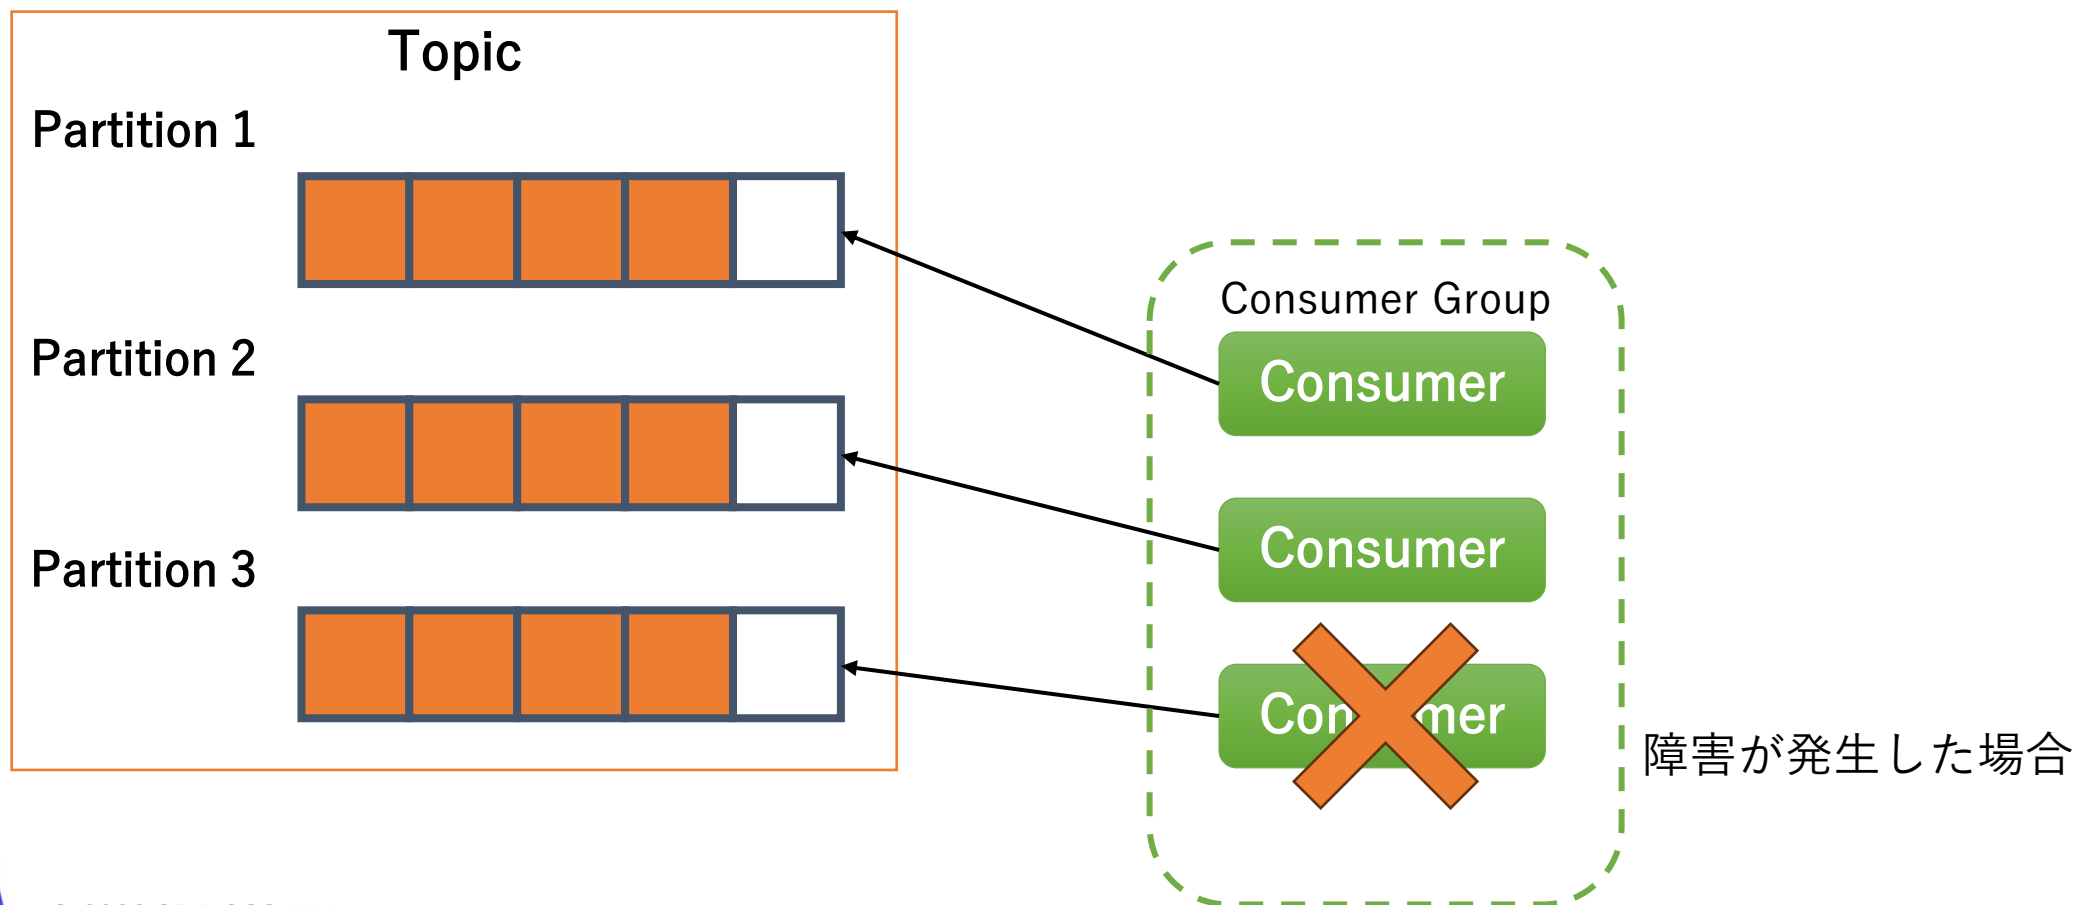 Topic
Partition 1
Partition 2
Partition 3
Consumer Group
Consumer
Consumer
Con mer
障害が発生した場合